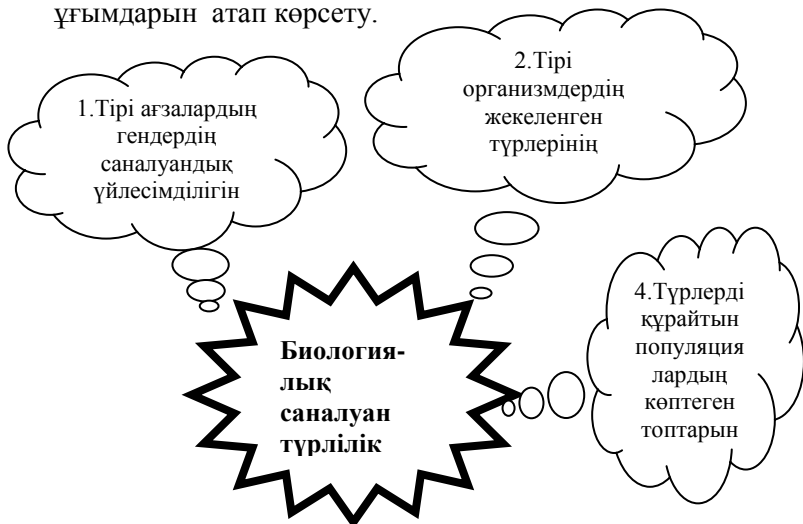 ұғымдарын атап көрсету.
1.Тірі ағзалардың
гендердің
саналуандық
үйлесімділігін
2.Тірі
организмдердің
жекеленген
түрлерінің
4.Түрлерді
құрайтын
популяция
лардың
көптеген
топтарын
Биология-
лық
саналуан
түрлілік